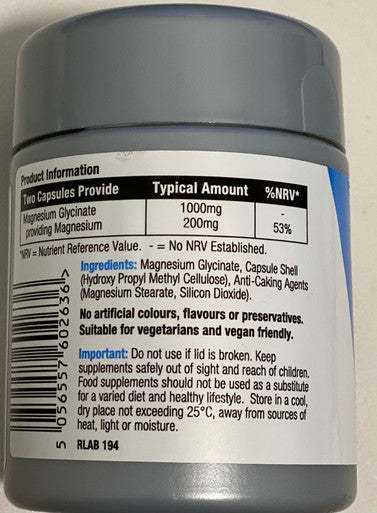 Product Information
Two Capsules Provide Typical Amount %NRV*
Magnesium Glycinate 1000mg -
providing Magnesium 200mg 53%
*NRV = Nutrient Reference Value. - = No NRV Established.
Ingredients: Magnesium Glycinate, Capsule Shell
(Hydroxy Propyl Methyl Cellulose), Anti-Caking Agents
(Magnesium Stearate, Silicon Dioxide).
No artificial colours, flavours or preservatives.
Suitable for vegetarians and vegan friendly.
Important: Do not use if lid is broken. Keep
supplements safely out of sight and reach of children.
Food supplements should not be used as a substitute
for a varied diet and healthy lifestyle. Store in a cool,
dry place not exceeding 25°C, away from sources of
heat, light or moisture.
RLAB 194
5 056557 602636 >